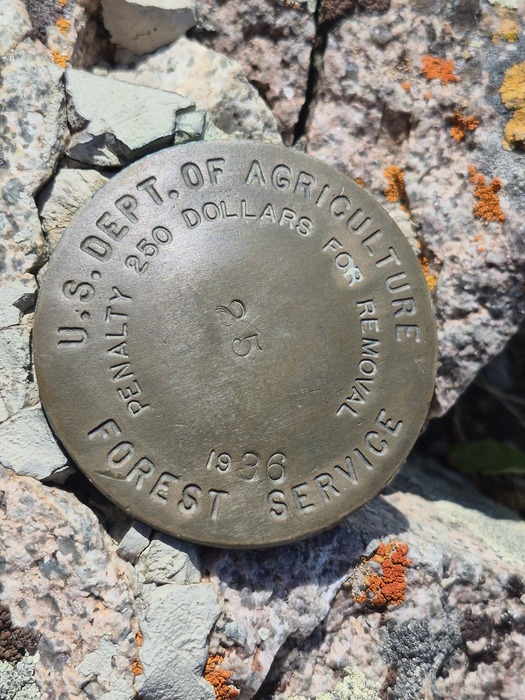 U.S. DEPT. OF AGRICULTURE
PENALTY 250 DOLLARS FOR REMOVAL
25
1936
FOREST SERVICE